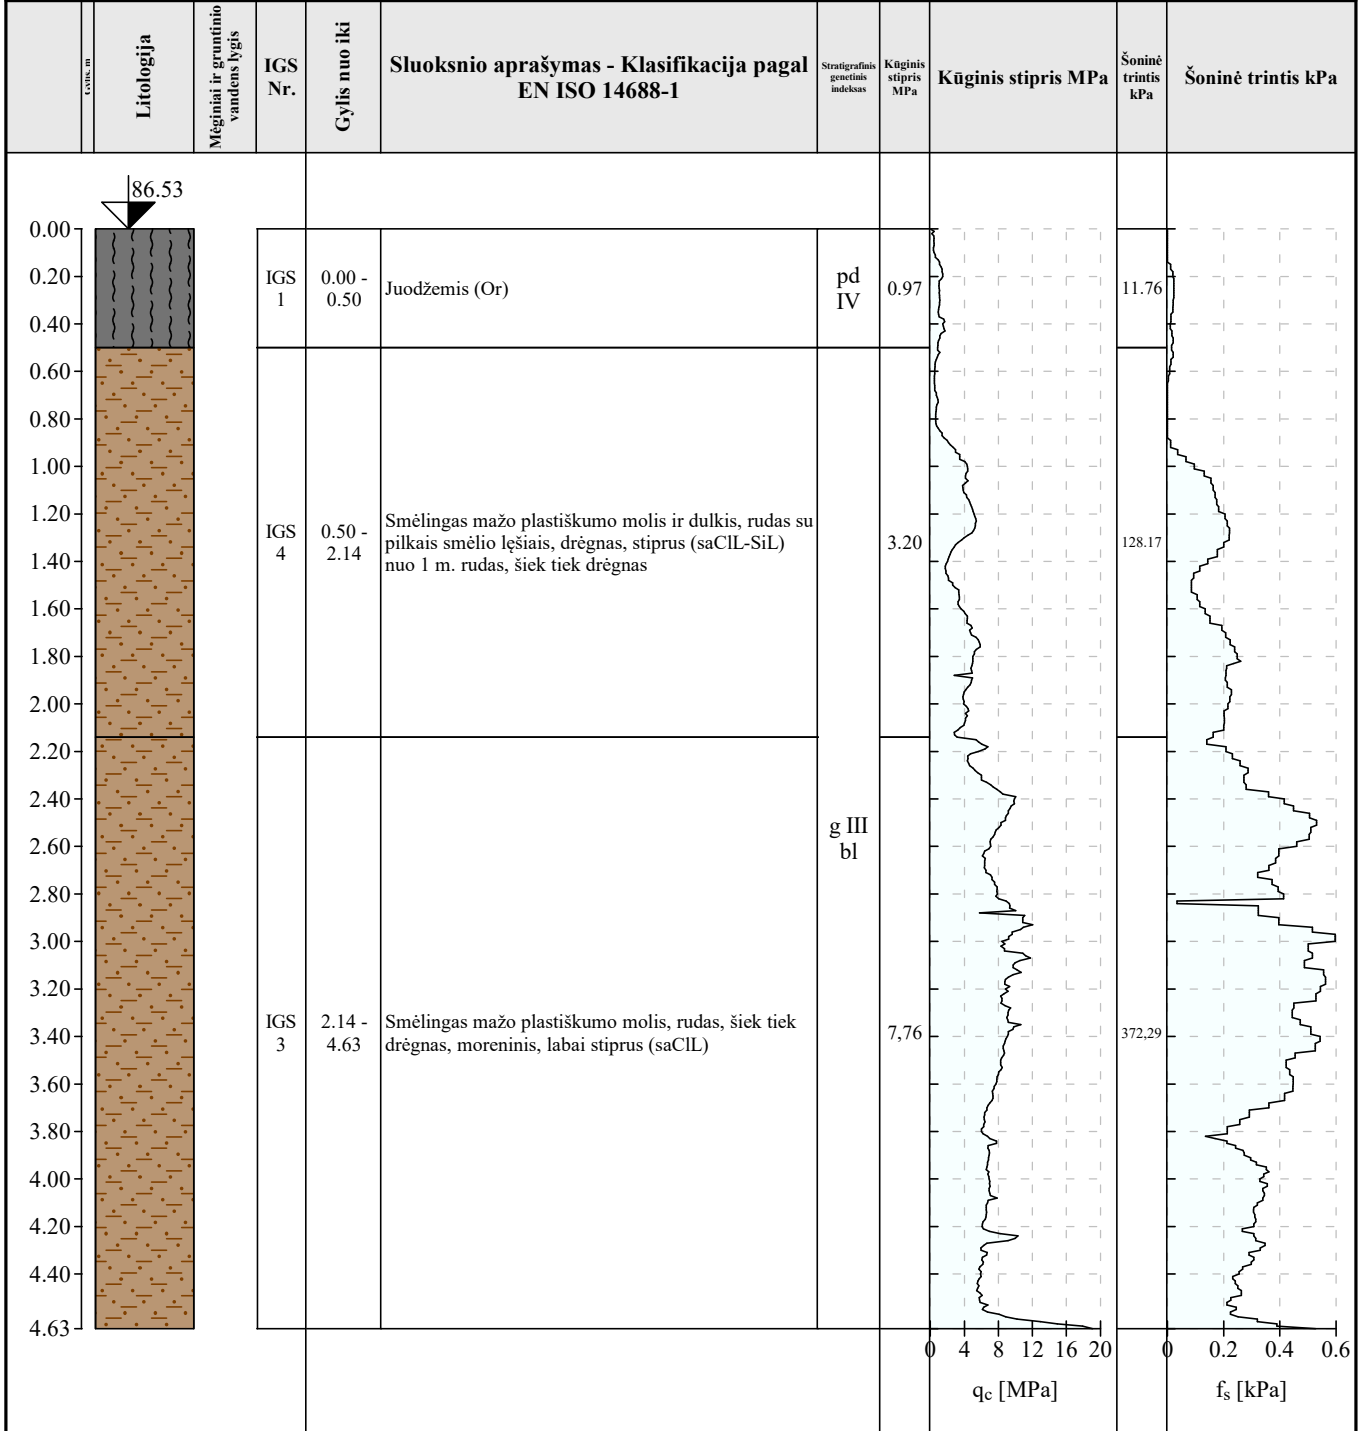 Gylis, m
Litologija
Mėginiai ir gruntinio
vandens lygis
IGS
Nr.
Gylis nuo iki
Sluoksnio aprašymas - Klasifikacija pagal
EN ISO 14688-1
Stratigrafinis
genetinis
indeksas
Kūginis
stipris
MPa
Kūginis stipris MPa
Šoninė
trintis
kPa
Šoninė trintis kPa
86.53
0.00
0.20
0.40
0.60
0.80
1.00
1.20
1.40
1.60
1.80
2.00
2.20
2.40
2.60
2.80
3.00
3.20
3.40
3.60
3.80
4.00
4.20
4.40
4.63
IGS
1
0.00 -
0.50
Juodžemis (Or)
pd
IV
0.97
11.76
IGS
4
0.50 -
2.14
Smėlingas mažo plastiškumo molis ir dulkis, rudas su
pilkais smėlio lęšiais, drėgnas, stiprus (saClL-SiL)
nuo 1 m. rudas, šiek tiek drėgnas
3.20
128.17
g III
bl
IGS
3
2.14 -
4.63
Smėlingas mažo plastiškumo molis, rudas, šiek tiek
drėgnas, moreninis, labai stiprus (saClL)
7,76
372,29
0 4 8 12 16 20
qc [MPa]
0 0.2 0.4 0.6
fs [kPa]